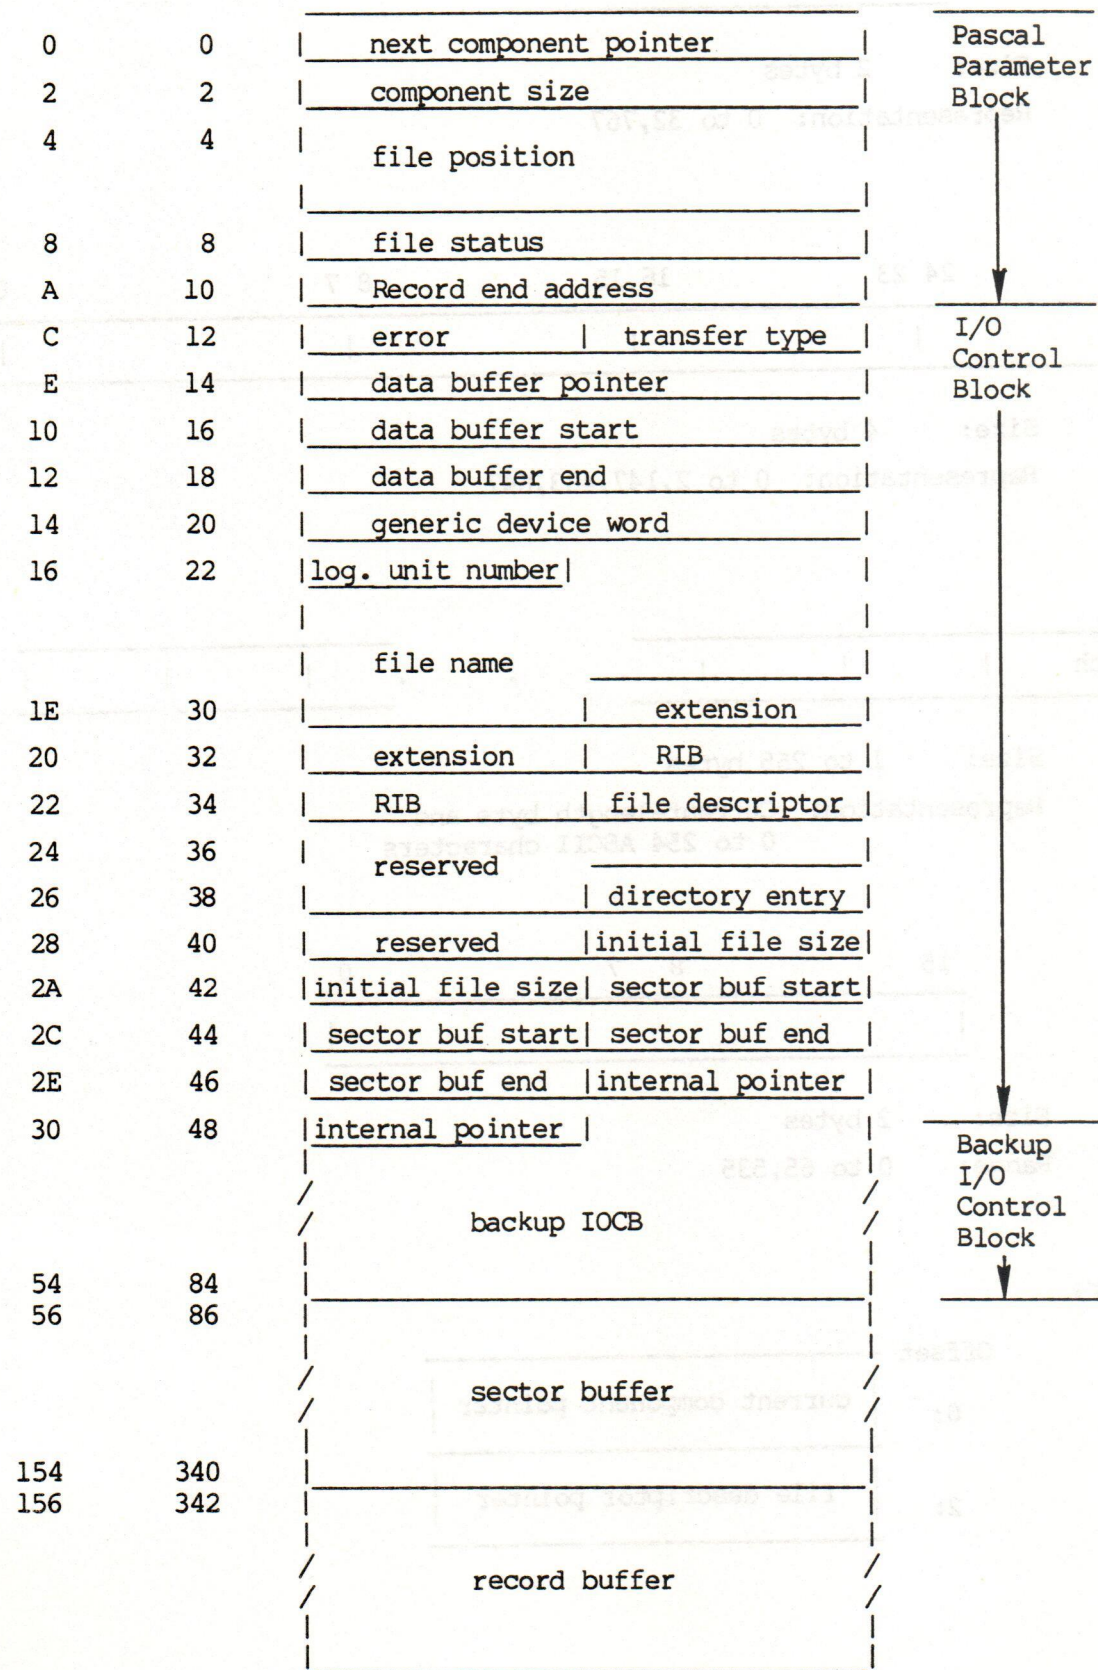 0 0 | next component pointer | Pascal
Parameter
2 2 | component size | Block
4 4 |
file position
8 8 | file status |
A 10 | Record end address |
C 12 | error | transfer type | I/O
Control
E 14 | data buffer pointer | Block
10 16 | data buffer start |
12 18 | data buffer end |
14 20 | generic device word |
16 22 |log. unit number|
file name
1E 30 | | extension |
20 32 | extension | RIB |
22 34 | RIB | file descriptor |
24 36
reserved
26 38 | | directory entry |
28 40 | reserved |initial file size|
2A 42 |initial file size| sector buf start|
2C 44 | sector buf start| sector buf end |
2E 46 | sector buf end |internal pointer |
30 48 |internal pointer |
Backup
I/O
backup IOCB Control
Block
54 84
56 86
sector buffer
154 340
156 342
record buffer